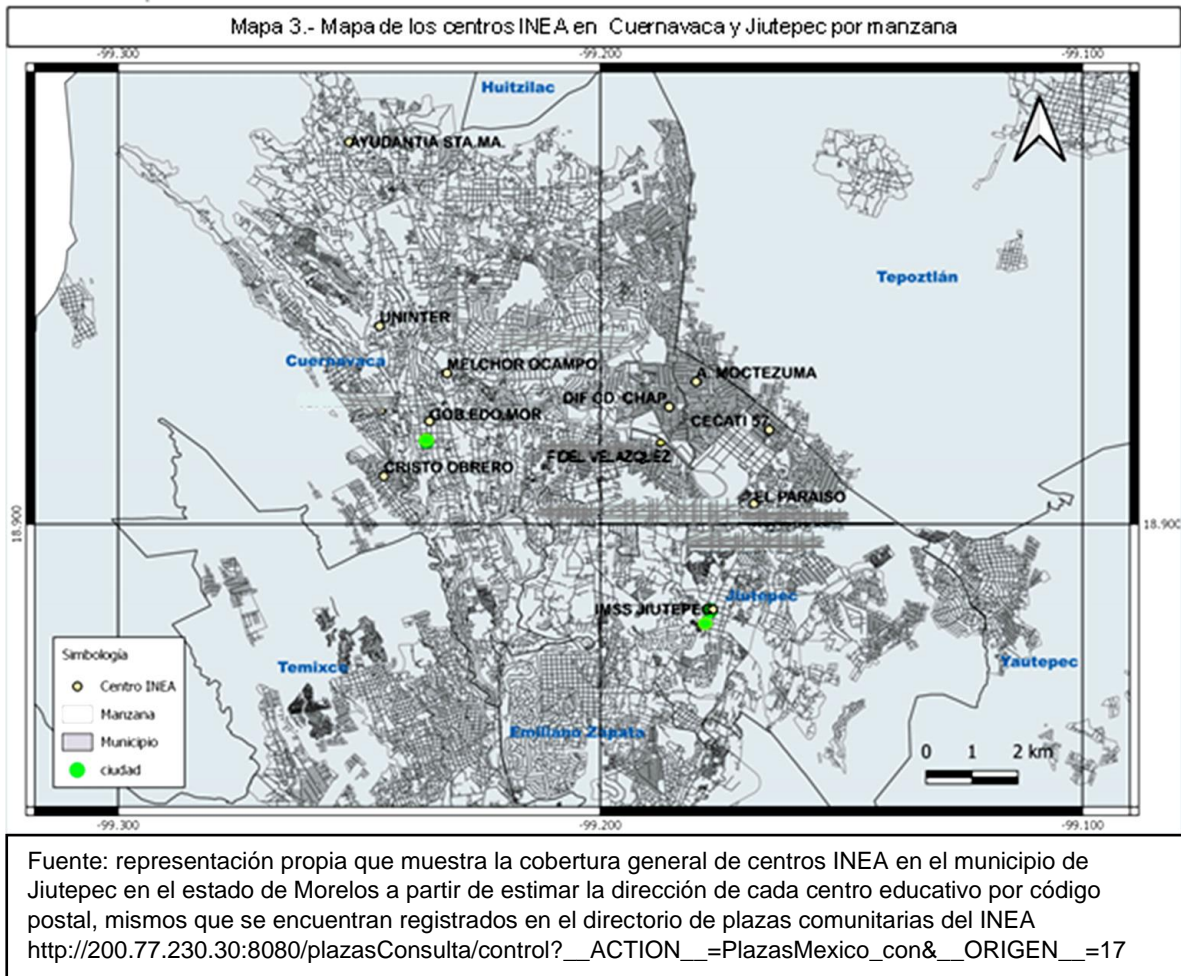 Mapa 3.- Mapa de los centros INEA en Cuernavaca y Jiutepec por manzana
-99.300 -99.200 -99.100
Huitzilac
AYUDANTIA STA.MA.
Tepoztlán
UNINTER
Cuernavaca
MELCHOR OCAMPO
A. MOCTEZUMA
DIF CD. CHAP.
GOB.EDO.MOR
CECATI 57
FIDEL VELAZQUEZ
CRISTO OBRERO
EL PARAISO
18.900 18.900
Jiutepec
IMSS JIUTEPEC
Simbología
Centro INEA
Manzana
Municipio
ciudad
Temixco
Yautepec
Emiliano Zapata
0 1 2 km
-99.300 -99.200 -99.100
Fuente: representación propia que muestra la cobertura general de centros INEA en el municipio de
Jiutepec en el estado de Morelos a partir de estimar la dirección de cada centro educativo por código
postal, mismos que se encuentran registrados en el directorio de plazas comunitarias del INEA
http://200.77.230.30:8080/plazasConsulta/control?__ACTION__=PlazasMexico_con&__ORIGEN__=17